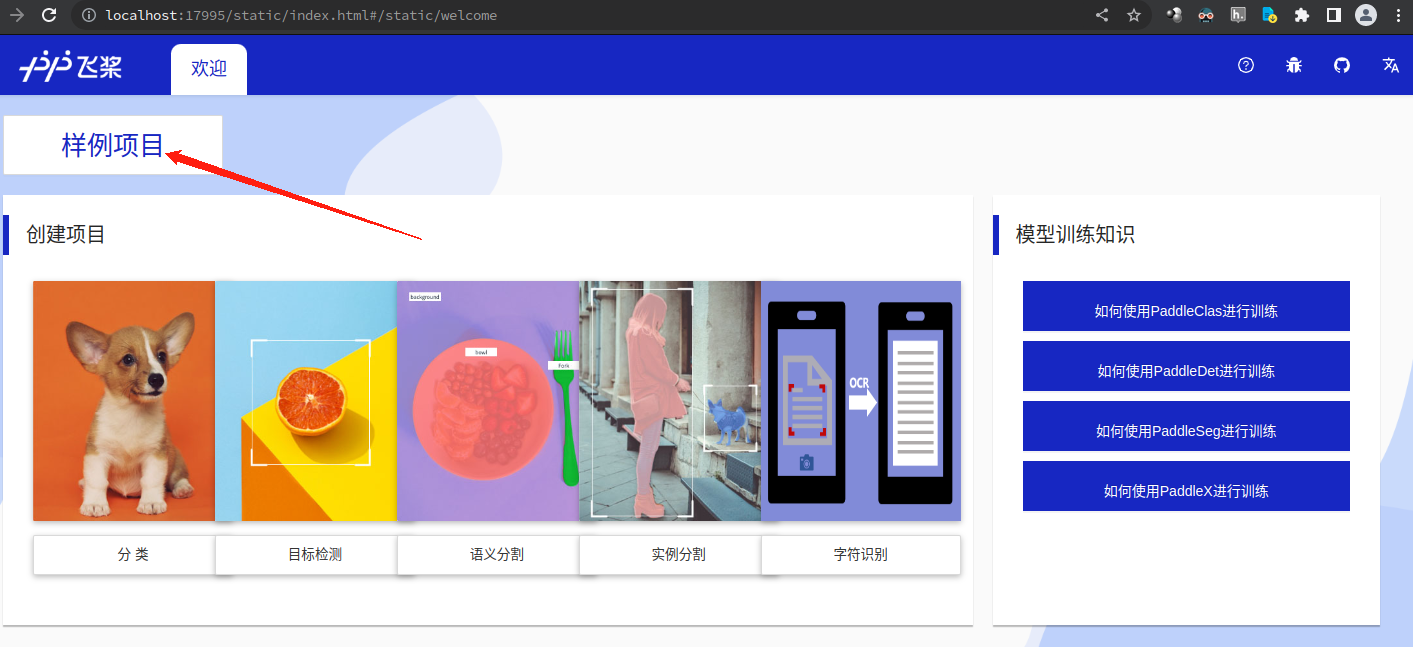 localhost:17995/static/index.html#/static/welcome
h.
飞桨
欢迎
样例项目
创建项目
模型训练知识
background
bowl
Fork
OCR
如何使用PaddleClas进行训练
如何使用PaddleDet进行训练
如何使用PaddleSeg进行训练
如何使用PaddleX进行训练
分 类
目标检测
语义分割
实例分割
字符识别